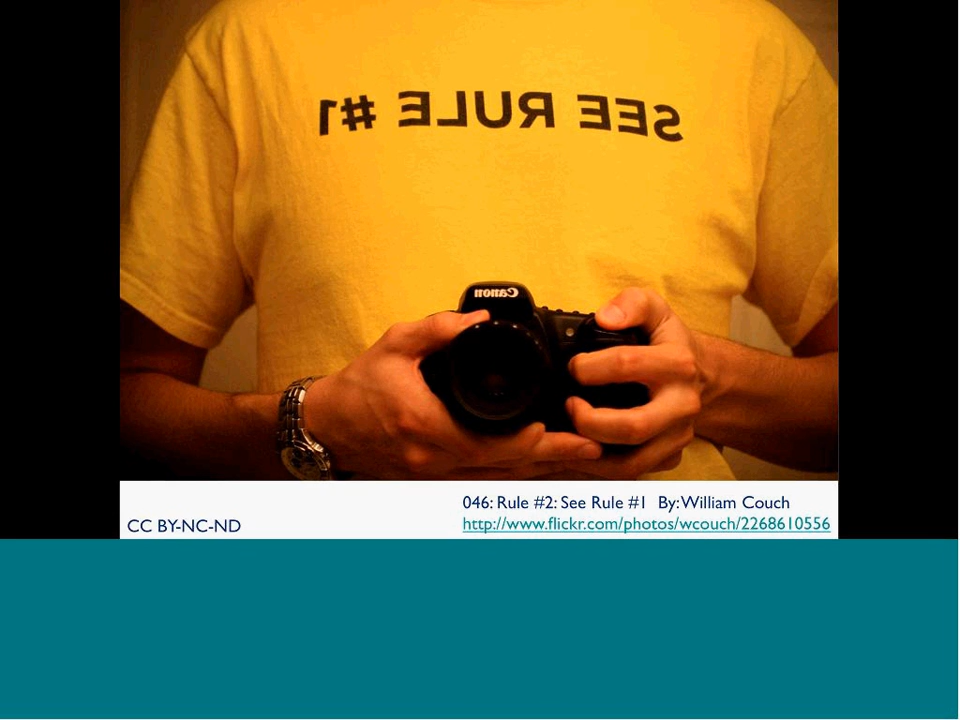 SEE RULE #1
Canon
046: Rule #2: See Rule #1 By: William Couch
CC BY-NC-ND
http://www.flickr.com/photos/wcouch/2268610556